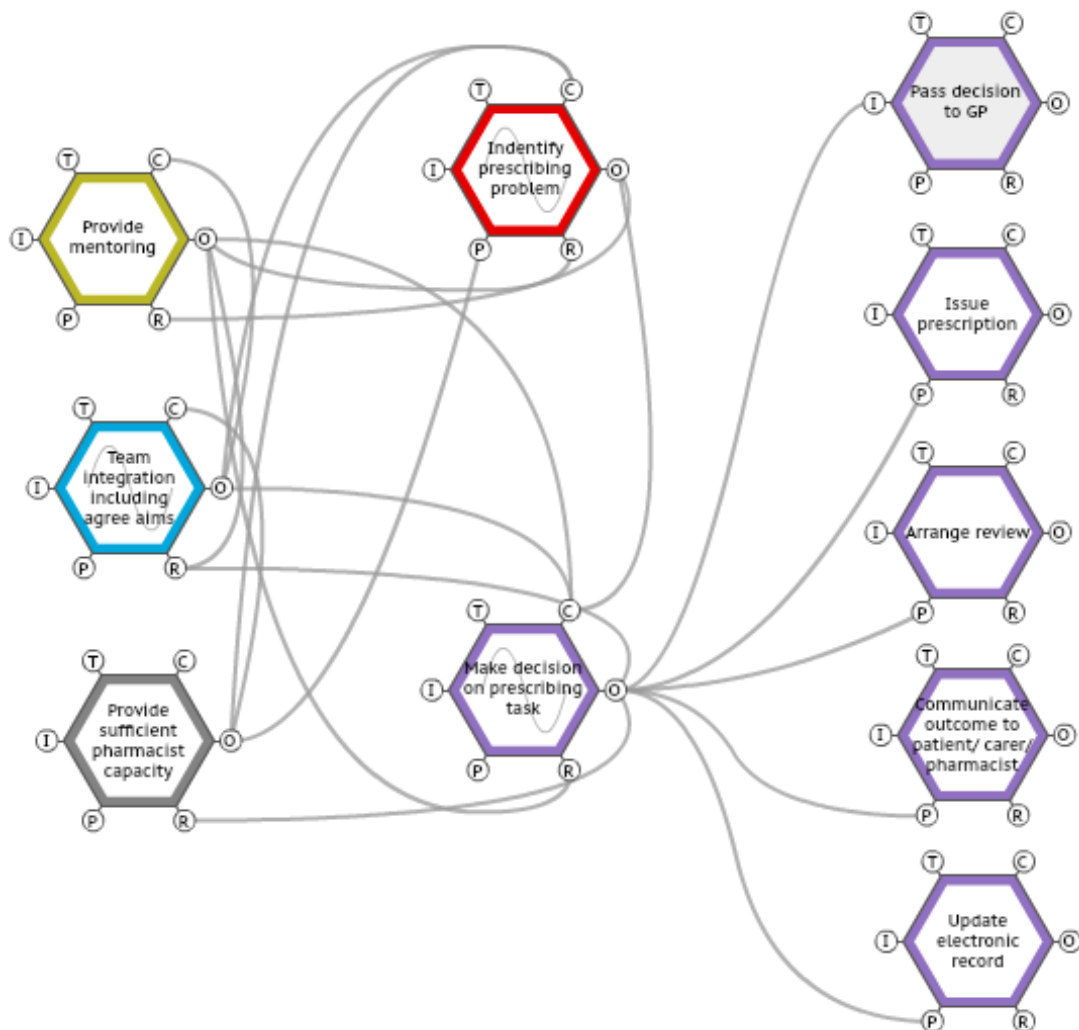 T
C
Pass decision
to GP
I
O
P
R
T
C
Indentify
prescribing
problem
I
O
P
R
T
C
Provide
mentoring
I
O
P
R
T
C
Issue
prescription
I
O
P
R
T
C
Team
integration
including
agree aims
I
O
P
R
T
C
Arrange review
I
O
P
R
T
C
Make decision
on prescribing
task
I
O
P
R
T
C
Provide
sufficient
pharmacist
capacity
I
O
P
R
T
C
Communicate
outcome to
patient/ carer/
pharmacist
I
O
P
R
T
C
Update
electronic
record
I
O
P
R